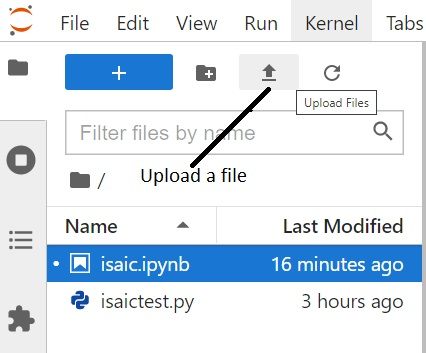 File Edit View Run Kernel Tabs
Upload Files
Filter files by name
/
Upload a file
Name Last Modified
isaic.ipynb 16 minutes ago
isaictest.py 3 hours ago